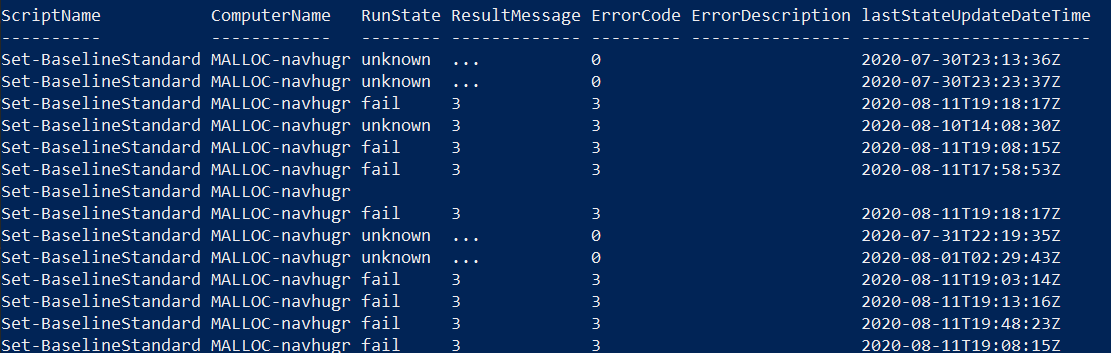 ScriptName ComputerName RunState ResultMessage ErrorCode ErrorDescription lastStateUpdateDateTime
---------- ------------ -------- ------------- --------- ---------------- -----------------------
Set-BaselineStandard MALLOC-navhugr unknown ... 0 2020-07-30T23:13:36Z
Set-BaselineStandard MALLOC-navhugr unknown ... 0 2020-07-30T23:23:37Z
Set-BaselineStandard MALLOC-navhugr fail 3 3 2020-08-11T19:18:17Z
Set-BaselineStandard MALLOC-navhugr unknown 3 3 2020-08-10T14:08:30Z
Set-BaselineStandard MALLOC-navhugr fail 3 3 2020-08-11T19:08:15Z
Set-BaselineStandard MALLOC-navhugr fail 3 3 2020-08-11T17:58:53Z
Set-BaselineStandard MALLOC-navhugr
Set-BaselineStandard MALLOC-navhugr fail 3 3 2020-08-11T19:18:17Z
Set-BaselineStandard MALLOC-navhugr unknown ... 0 2020-07-31T22:19:35Z
Set-BaselineStandard MALLOC-navhugr unknown ... 0 2020-08-01T02:29:43Z
Set-BaselineStandard MALLOC-navhugr fail 3 3 2020-08-11T19:03:14Z
Set-BaselineStandard MALLOC-navhugr fail 3 3 2020-08-11T19:13:16Z
Set-BaselineStandard MALLOC-navhugr fail 3 3 2020-08-11T19:48:23Z
Set-BaselineStandard MALLOC-navhugr fail 3 3 2020-08-11T19:08:15Z